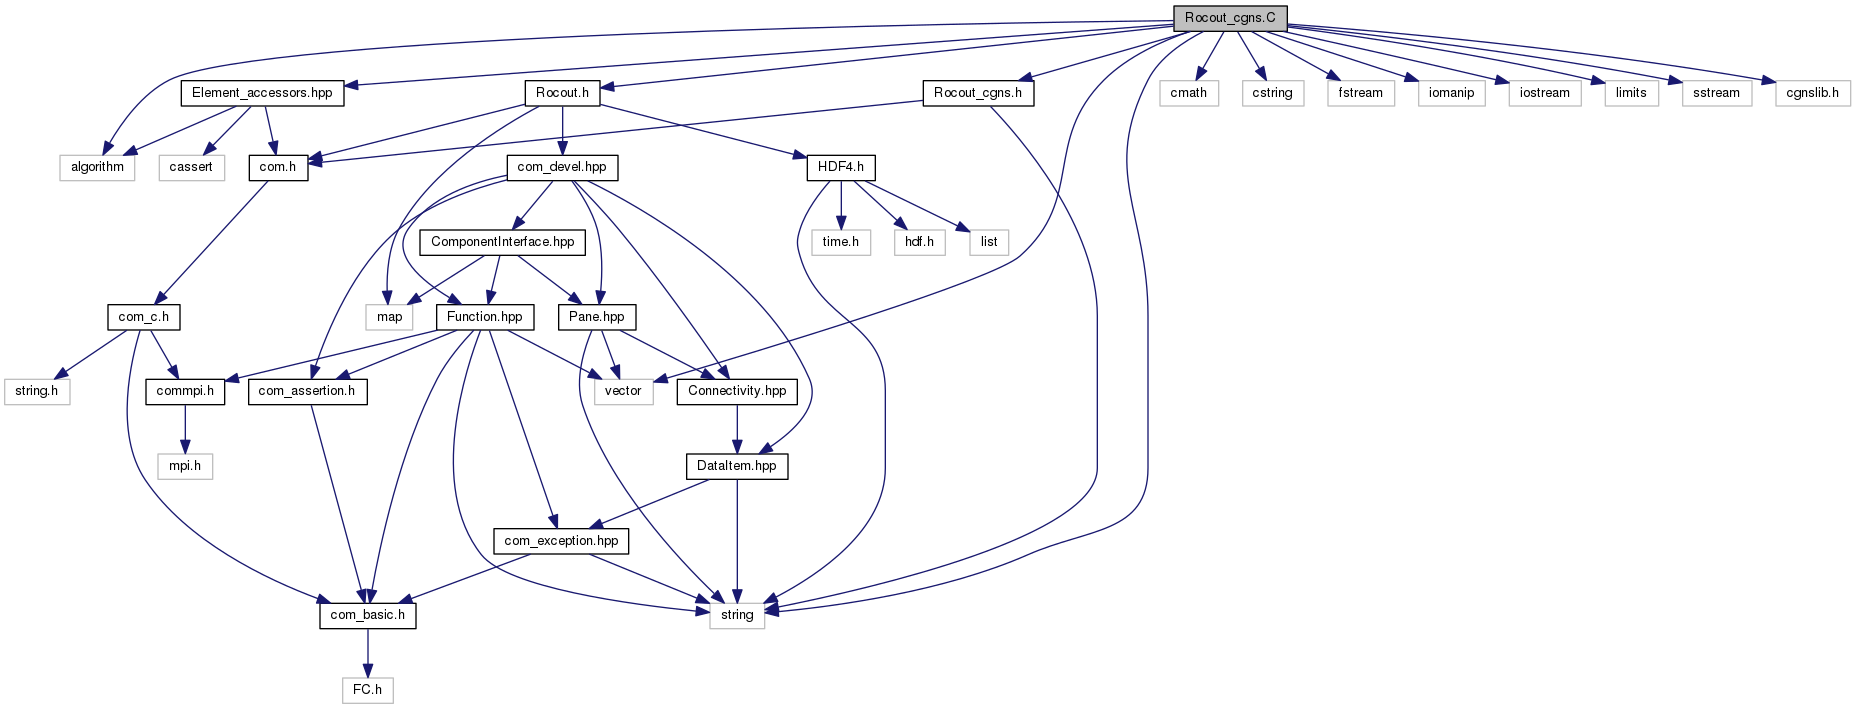 Rocout_cgns.C
Element_accessors.hpp
Rocout.h
Rocout_cgns.h
cmath
cstring
fstream
iomanip
iostream
limits
sstream
cgnslib.h
algorithm
cassert
com.h
com_devel.hpp
HDF4.h
ComponentInterface.hpp
time.h
hdf.h
list
com_c.h
map
Function.hpp
Pane.hpp
string.h
commpi.h
com_assertion.h
vector
Connectivity.hpp
mpi.h
DataItem.hpp
com_exception.hpp
com_basic.h
string
FC.h